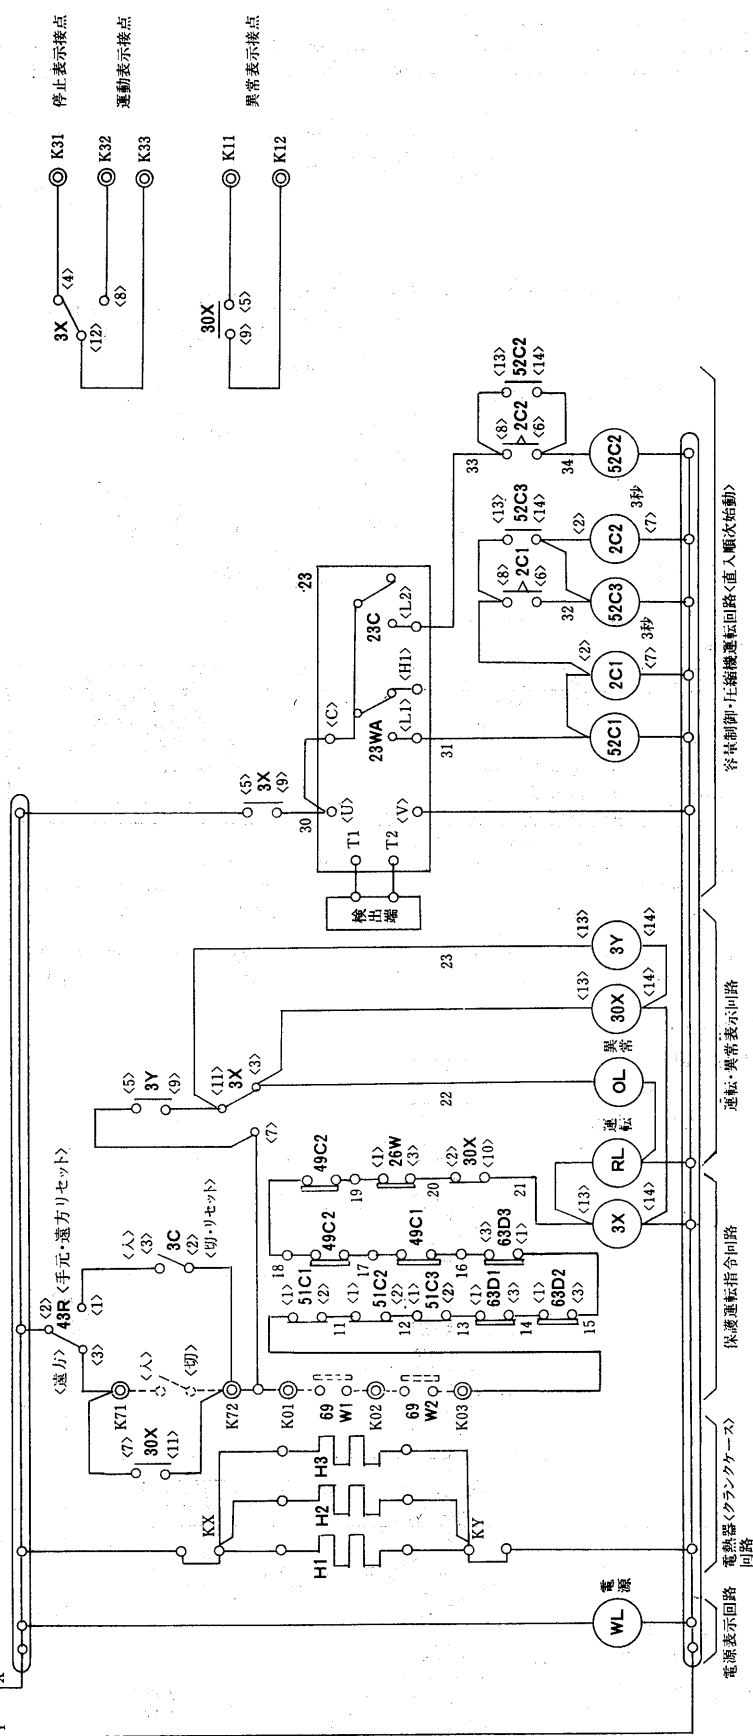 停止表示接点
運動表示接点
異常表示接点
K31
K32
K33
K11
K12
3X
<4>
<12>
<8>
30X
<5>
<9>
23
23C
<L2>
<H1>
23WA
<L1>
<C>
<U>
<V>
T1
T2
検出端
30
<5>
3X
<9>
31
33
<8>
2C2
<6>
<13>
52C2
<14>
34
52C2
<8>
2C1
<6>
<13>
52C3
<14>
32
3秒
<2>
2C2
<7>
52C3
3秒
<2>
2C1
<7>
52C1
容量制御・圧縮機運転回路<直入順次始動>
<5>
3Y
<9>
<11>
3X
<3>
<7>
23
22
<13>
3Y
<14>
<13>
30X
<14>
異常
OL
運転
RL
<13>
3X
<14>
運転・異常表示回路
43R<手元・遠方リセット>
<2>
<遠方>
<3>
<1>
<入>
<3>
3C
<2>
<切・リセット>
K71
<入>
<切>
K72
<7>
30X
<11>
K01
69
W1
K02
69
W2
K03
49C2
19
<1>
26W
<3>
20
<2>
30X
<10>
21
18
49C2
17
49C1
16
<3>
63D3
<1>
<1>
51C1
<2>
11
<1>
51C2
<2>
12
<1>
51C3
<2>
13
<1>
63D1
<3>
14
<1>
63D2
<3>
15
保護運転指令回路
KX
H1
H2
H3
KY
電熱器<クランクケース>
回路
電源
WL
電源表示回路